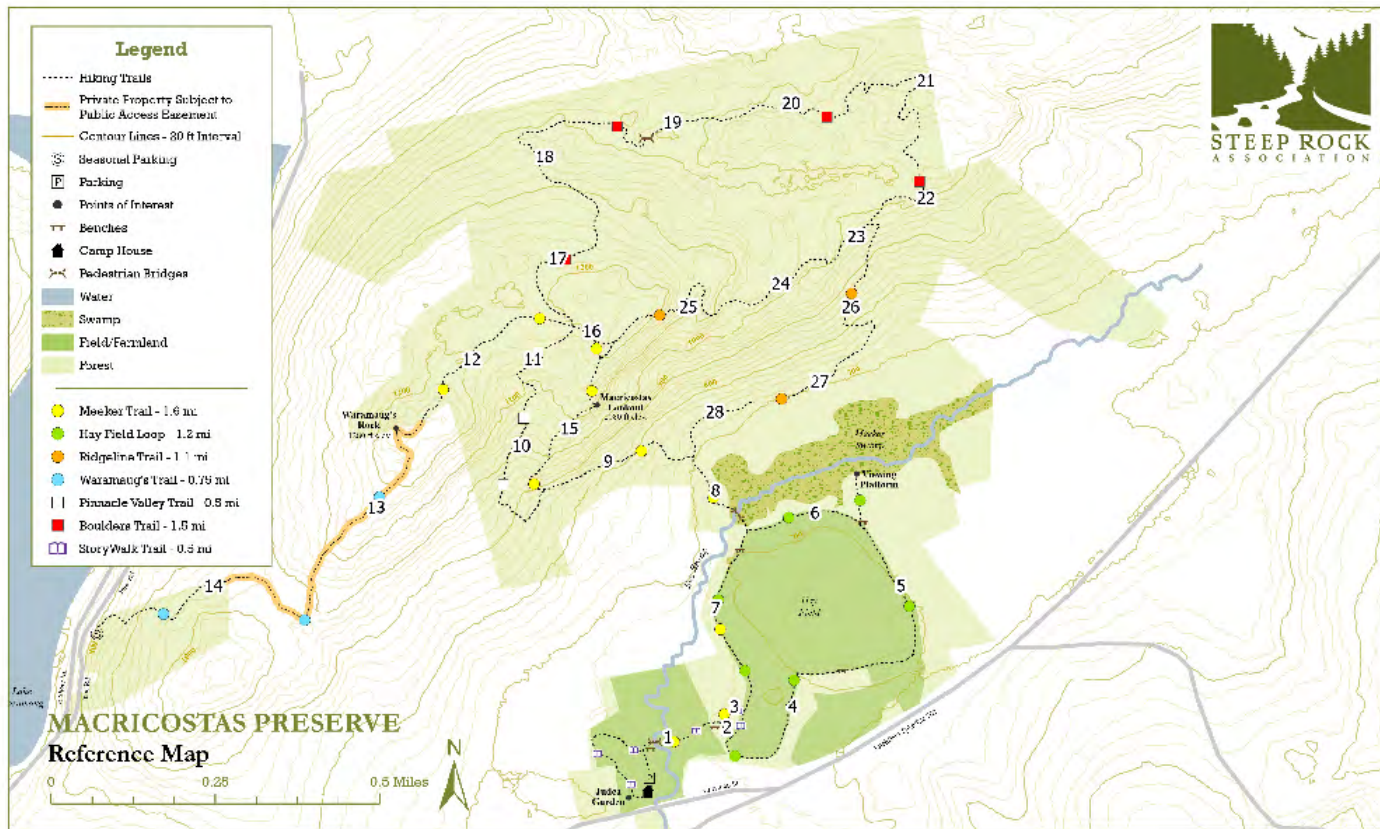 Legend
Hiking Trails
Private Property Subject to
Public Access Easement
Contour Lines - 20 ft Interval
Seasonal Parking
P Parking
Points of Interest
Benches
Camp House
Pedestrian Bridges
Water
Swamp
Field/Farmland
Forest
Meeker Trail - 1.6 mi
Hay Field Loop - 1.2 mi
Ridgeline Trail - 1.1 mi
Waramaug's Trail - 0.75 mi
Pinnacle Valley Trail - 0.5 mi
Boulders Trail - 1.5 mi
StoryWalk Trail - 0.5 mi
STEEP ROCK
ASSOCIATION
21
20
19
18
22
23
17
1200
24
26
25
16
12
11
1000
27
28
Macricostas
Lookout
Waramaug's
Rock
15
10
9
Viewing
Platform
8
13
6
5
14
7
Hay
Field
3
4
2
1
Lake
Judea
Garden
MACRICOSTAS PRESERVE
Reference Map
N
0 0.25 0.5 Miles